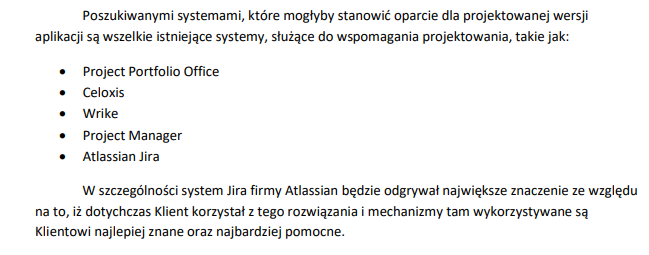 Poszukiwanymi systemami, które mogłyby stanowić oparcie dla projektowanej wersji
aplikacji są wszelkie istniejące systemy, służące do wspomagania projektowania, takie jak:
• Project Portfolio Office
• Celoxis
• Wrike
• Project Manager
• Atlassian Jira
W szczególności system Jira firmy Atlassian będzie odgrywał największe znaczenie ze względu
na to, iż dotychczas Klient korzystał z tego rozwiązania i mechanizmy tam wykorzystywane są
Klientowi najlepiej znane oraz najbardziej pomocne.